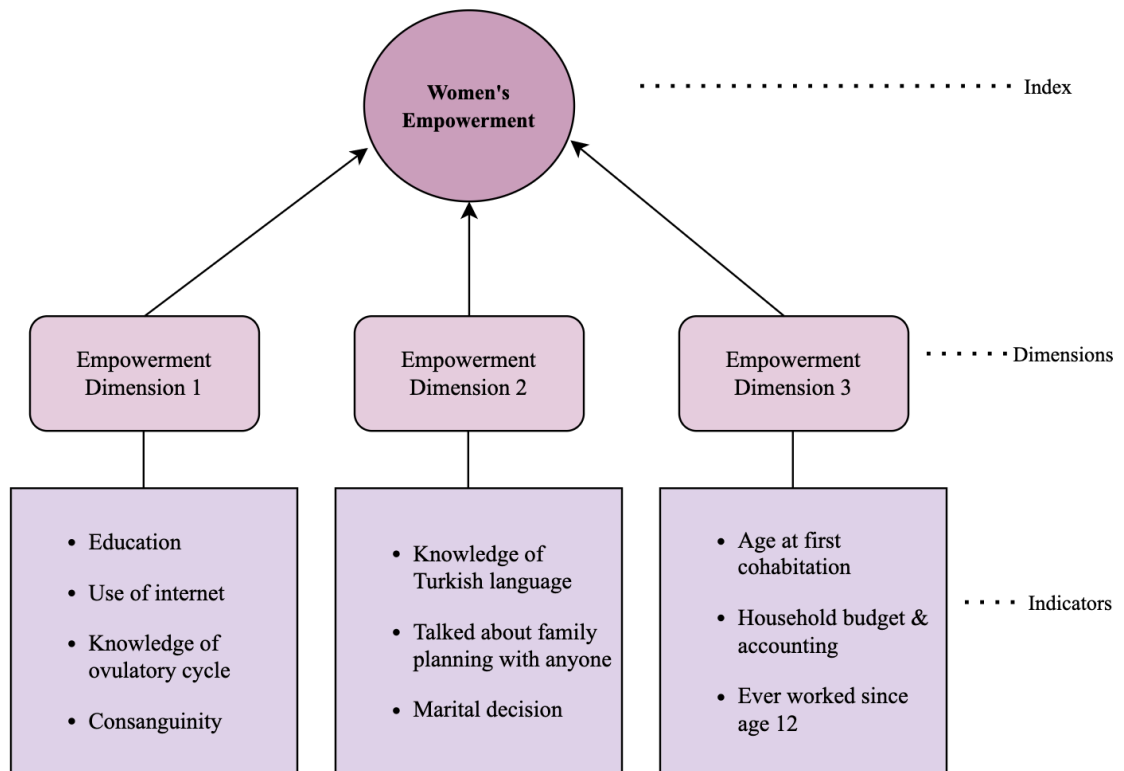 Women's
Empowerment
Index
Empowerment
Dimension 1
Empowerment
Dimension 2
Empowerment
Dimension 3
Dimensions
• Education
• Use of internet
• Knowledge of
ovulatory cycle
• Consanguinity
• Knowledge of
Turkish language
• Talked about family
planning with anyone
• Marital decision
• Age at first
cohabitation
• Household budget &
accounting
• Ever worked since
age 12
Indicators